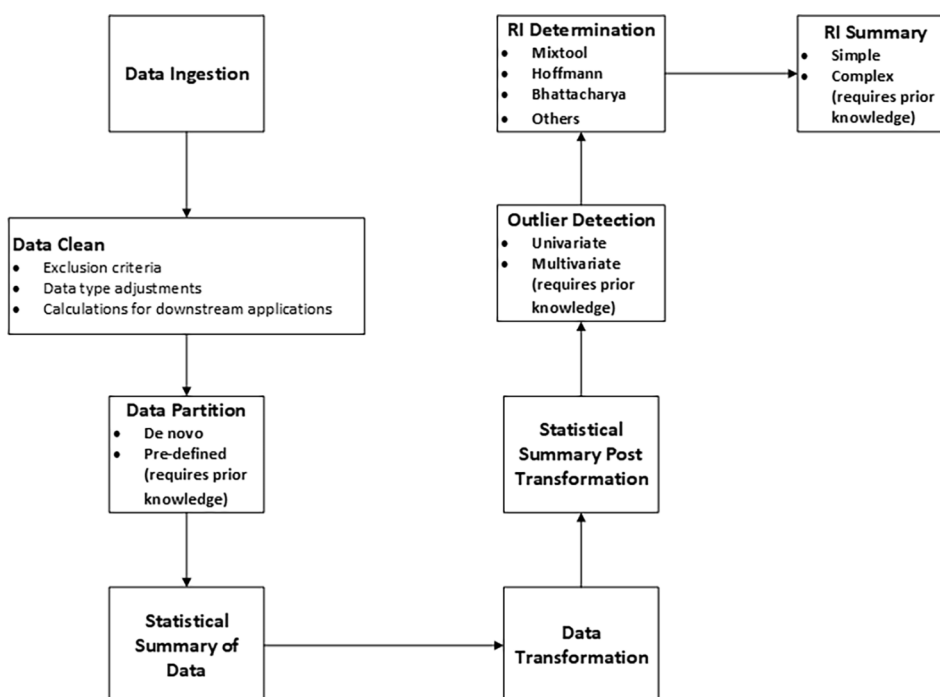 Data Ingestion
Data Clean
• Exclusion criteria
• Data type adjustments
• Calculations for downstream applications
Data Partition
• De novo
• Pre-defined
(requires prior
knowledge)
Statistical
Summary of
Data
Data
Transformation
Statistical
Summary Post
Transformation
Outlier Detection
• Univariate
• Multivariate
(requires prior
knowledge)
RI Determination
• Mixtool
• Hoffmann
• Bhattacharya
• Others
RI Summary
• Simple
• Complex
(requires prior
knowledge)